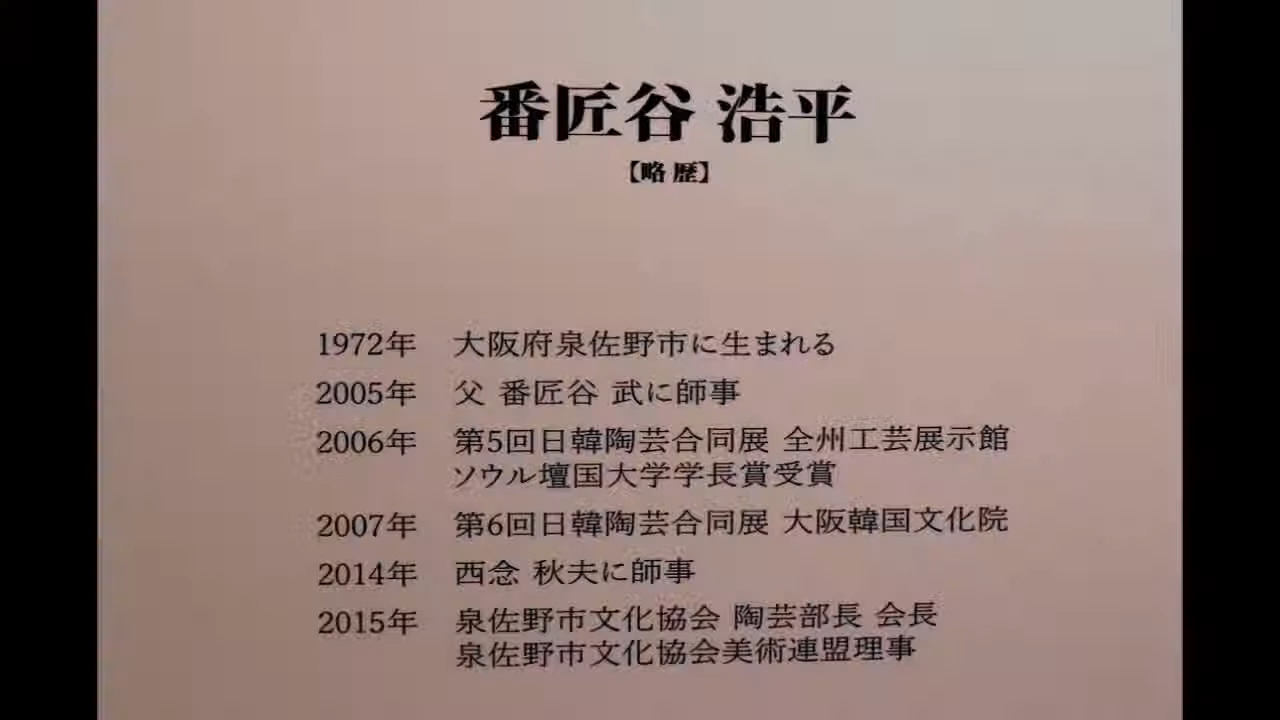 番匠谷 浩平
【略 歴】
1972年 大阪府泉佐野市に生まれる
2005年 父 番匠谷 武に師事
2006年 第5回日韓陶芸合同展 全州工芸展示館
ソウル壇国大学学長賞受賞
2007年 第6回日韓陶芸合同展 大阪韓国文化院
2014年 西念 秋夫に師事
2015年 泉佐野市文化協会 陶芸部長 会長
泉佐野市文化協会美術連盟理事